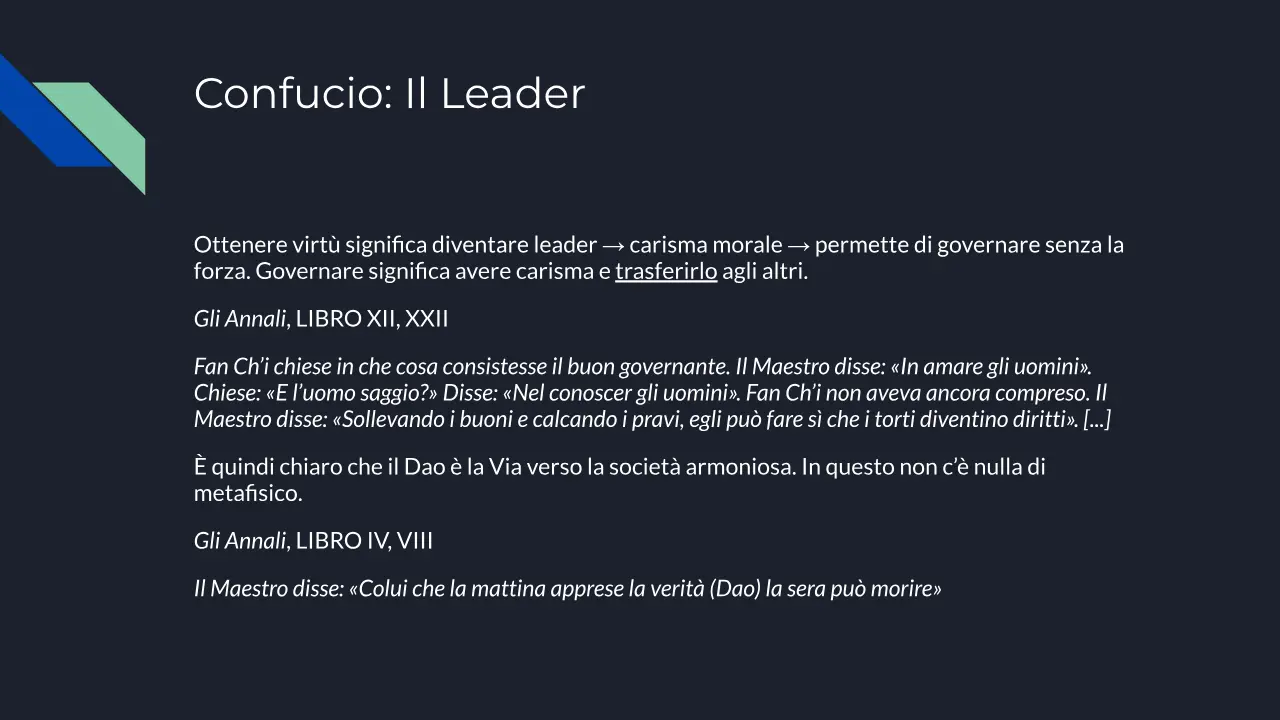 Confucio: Il Leader
Ottenere virtù significa diventare leader → carisma morale → permette di governare senza la
forza. Governare significa avere carisma e trasferirlo agli altri.
Gli Annali, LIBRO XII, XXII
Fan Ch’i chiese in che cosa consistesse il buon governante. Il Maestro disse: «In amare gli uomini».
Chiese: «E l’uomo saggio?» Disse: «Nel conoscer gli uomini». Fan Ch’i non aveva ancora compreso. Il
Maestro disse: «Sollevando i buoni e calcando i pravi, egli può fare sì che i torti diventino diritti». [...]
È quindi chiaro che il Dao è la Via verso la società armoniosa. In questo non c’è nulla di
metafisico.
Gli Annali, LIBRO IV, VIII
Il Maestro disse: «Colui che la mattina apprese la verità (Dao) la sera può morire»